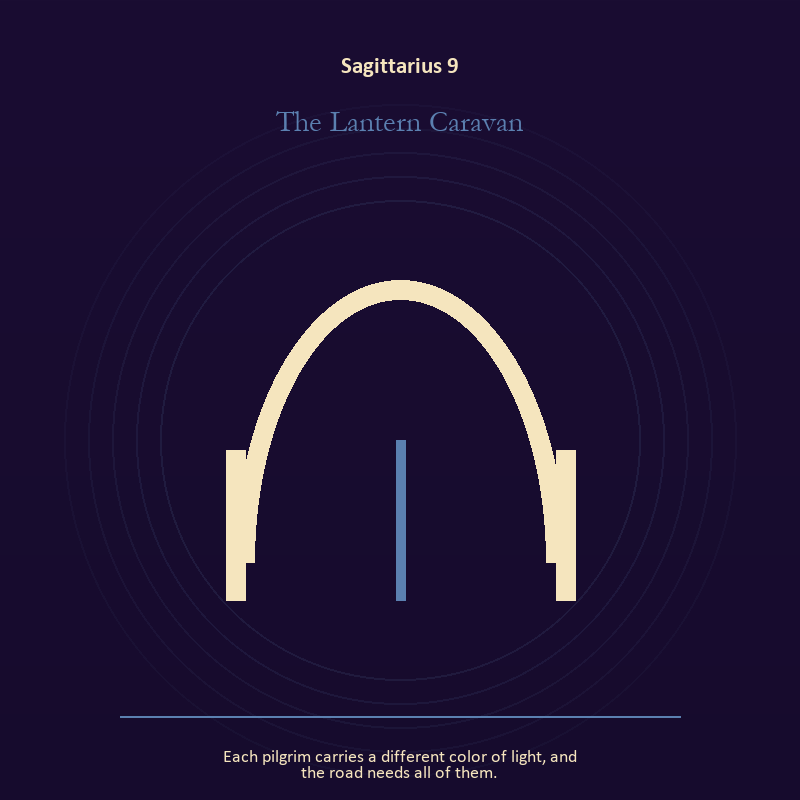 Sagittarius 9
The Lantern Caravan
Each pilgrim carries a different color of light, and
the road needs all of them.